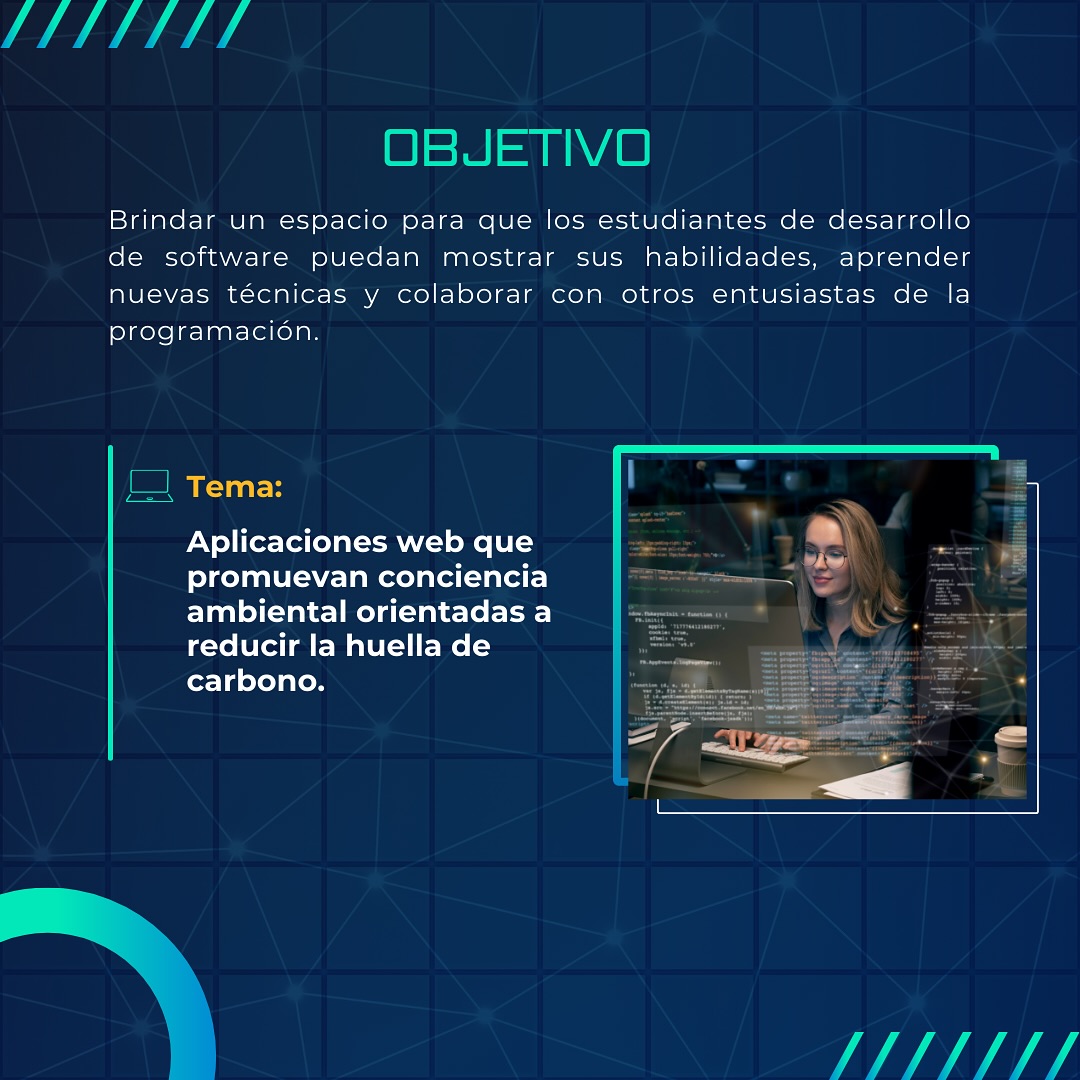 OBJETIVO
Brindar un espacio para que los estudiantes de desarrollo
de software puedan mostrar sus habilidades, aprender
nuevas técnicas y colaborar con otros entusiastas de la
programación.
Tema:
Aplicaciones web que
promuevan conciencia
ambiental orientadas a
reducir la huella de
carbono.